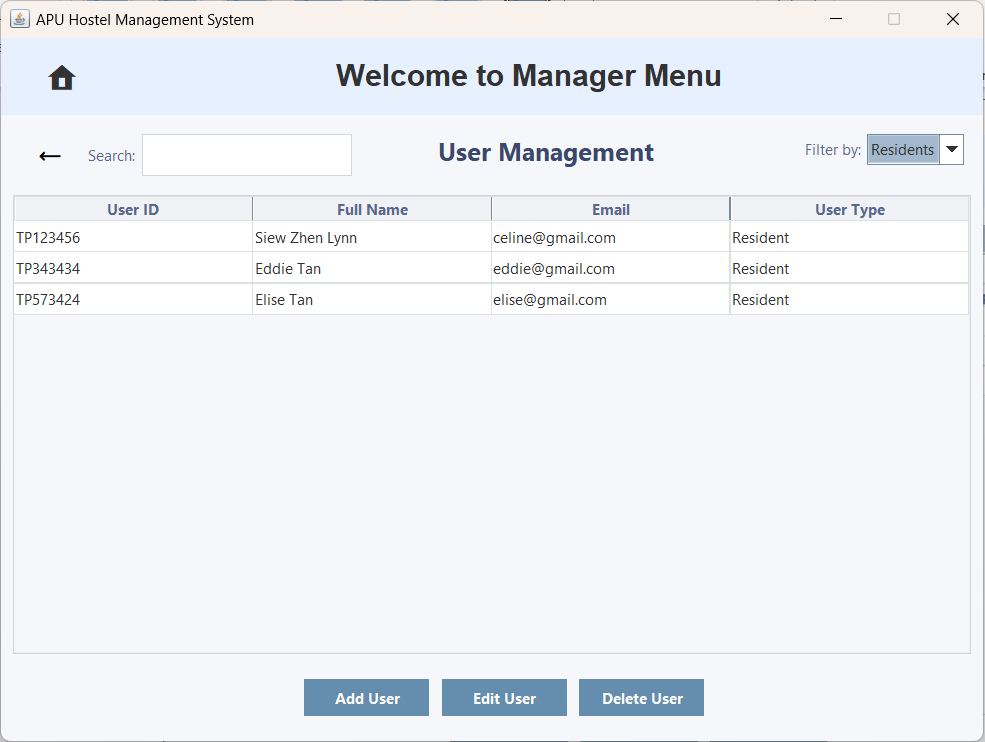 APU Hostel Management System
Welcome to Manager Menu
Search:
User Management
Filter by: Residents
User ID Full Name Email User Type
TP123456 Siew Zhen Lynn celine@gmail.com Resident
TP343434 Eddie Tan eddie@gmail.com Resident
TP573424 Elise Tan elise@gmail.com Resident
Add User Edit User Delete User